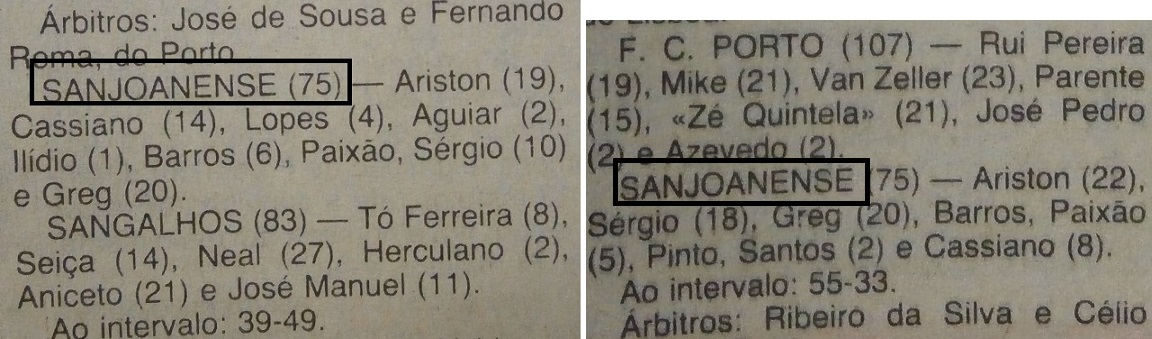 Árbitros: José de Sousa e Fernando
Roma, do Porto
SANJOANENSE (75) — Ariston (19),
Cassiano (14), Lopes (4), Aguiar (2),
Ilídio (1), Barros (6), Paixão, Sérgio (10)
e Greg (20).
SANGALHOS (83) — Tó Ferreira (8),
Seiça (14), Neal (27), Herculano (2),
Aniceto (21) e José Manuel (11).
Ao intervalo: 39-49.
F. C. PORTO (107) — Rui Pereira
(19), Mike (21), Van Zeller (23), Parente
(15), «Zé Quintela» (21), José Pedro
(2) e Azevedo (2).
SANJOANENSE (75) — Ariston (22),
Sérgio (18), Greg (20), Barros, Paixão
(5), Pinto, Santos (2) e Cassiano (8).
Ao intervalo: 55-33.
Árbitros: Ribeiro da Silva e Célio